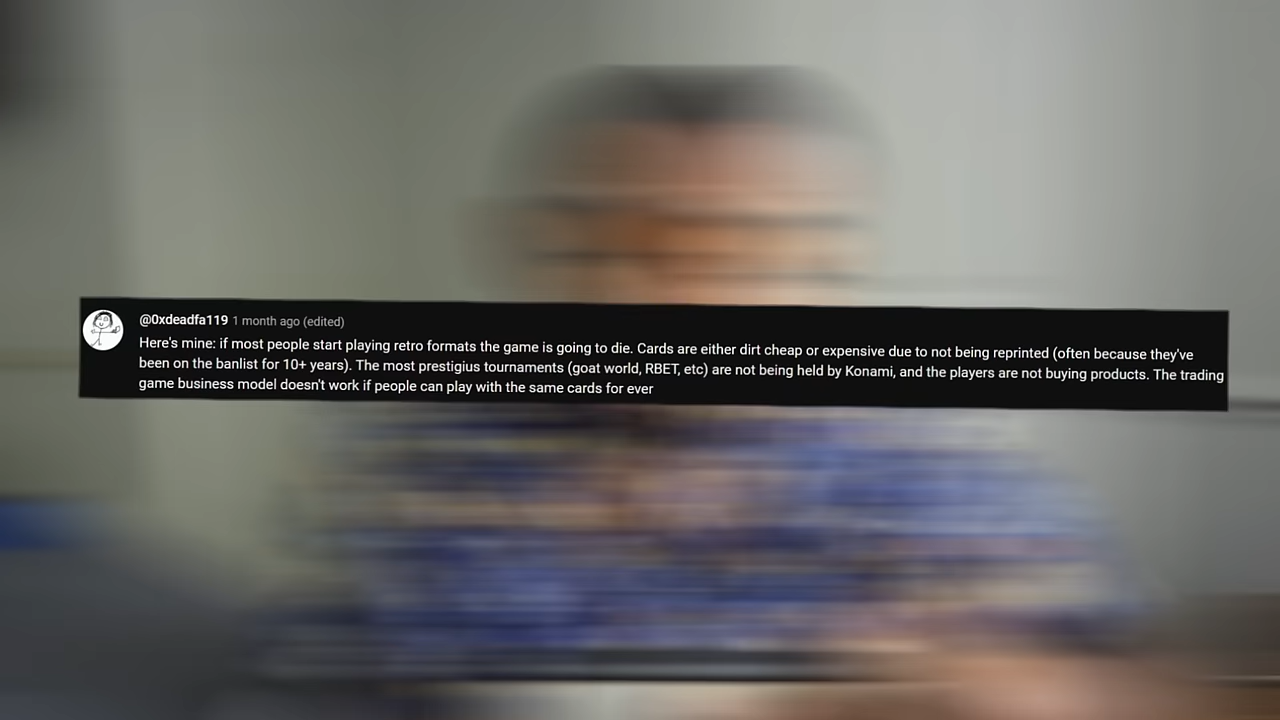 @0xdeadfa119 1 month ago (edited)
Here's mine: if most people start playing retro formats the game is going to die. Cards are either dirt cheap or expensive due to not being reprinted (often because they've
been on the banlist for 10+ years). The most prestigius tournaments (goat world, RBET, etc) are not being held by Konami, and the players are not buying products. The trading
game business model doesn't work if people can play with the same cards for ever